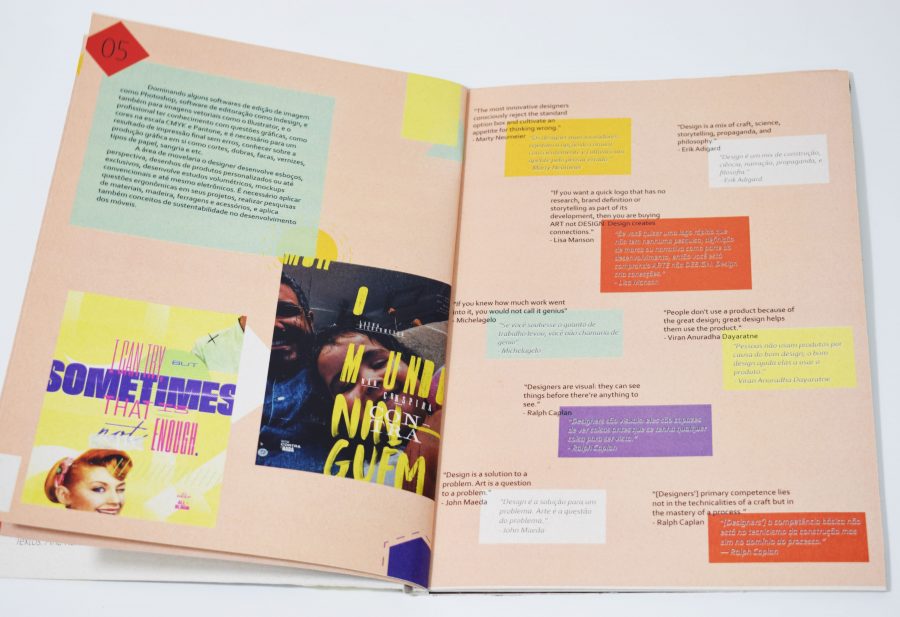 05
Dominando alguns softwares de edição de imagem
como Photoshop, software de editoração como Indesign, e
também para imagens vetoriais como o Illustrator, e o
profissional ter conhecimento com questões gráficas, como
cores na escala CMYK e Pantone, e é necessário para um
resultado de impressão final sem erros, conhecer sobre a
produção gráfica em si como cortes, dobras, facas, vernizes,
tipos de papel, sangria e etc.
Na área de movelaria o designer desenvolve esboços,
perspectiva, desenhos de produtos personalizados ou até
exclusivos, desenvolve estudos volumétricos, mockups
convencionais e até mesmo eletrônicos. É necessário aplicar
questões ergonômicas em seus projetos, realizar pesquisas
de materiais, madeira, ferragens e acessórios, e aplica
também conceitos de sustentabilidade no desenvolvimento
dos móveis.
I CAN TRY
BUT
SOMETIMES
THAT IS
not ENOUGH.
O
MUNDO
NÃO CONSPIRA
CON-
TRA
NIN
GUÉM
"The most innovative designers
consciously reject the standard
option box and cultivate an
appetite for thinking wrong."
- Marty Neumeier
- Marty Neumeier
"Design is a mix of craft, science,
storytelling, propaganda, and
philosophy."
- Erik Adigard
"Design é um mix de construção,
ciência, narração, propaganda, e
filosofia."
- Erik Adigard
"If you want a quick logo that has no
research, brand definition or
storytelling as part of its
development, then you are buying
ART not DESIGN. Design creates
connections."
- Lisa Manson
"Se você quiser uma logo rápida que
não tem nenhuma pesquisa, definição
de marca ou narrativa como parte do
desenvolvimento, então você está
comprando ARTE não DEESIGN. Design
cria conecções."
- Lisa Manson
"If you knew how much work went
into it, you would not call it genius"
- Michelagelo
"Se você soubesse o quanto de
trabalho levou, você não chamaria de
genio"
- Michelagelo
"People don't use a product because of
the great design; great design helps
them use the product."
- Viran Anuradha Dayaratne
"Pessoas não usam produtos por
causa do bom design; o bom
design ajuda elas a usar o
produto."
- Viran Anuradha Dayaratne
"Designers are visual: they can see
things before there're anything to
see."
- Ralph Caplan
"Designers são visuais: eles são capazes
de ver coisas antes que se tenha qualquer
coisa para ser vista."
- Ralph Caplan
"Design is a solution to a
problem. Art is a question
to a problem."
- John Maeda
"Design é a solução para um
problema. Arte é a questão
do problema."
- John Maeda
"[Designers'] primary competence lies
not in the technicalities of a craft but in
the mastery of a process."
- Ralph Caplan
"[Designers'] a competência básica não
está no tecnicismo da construção mas
sim no domínio do processo."
— Ralph Caplan